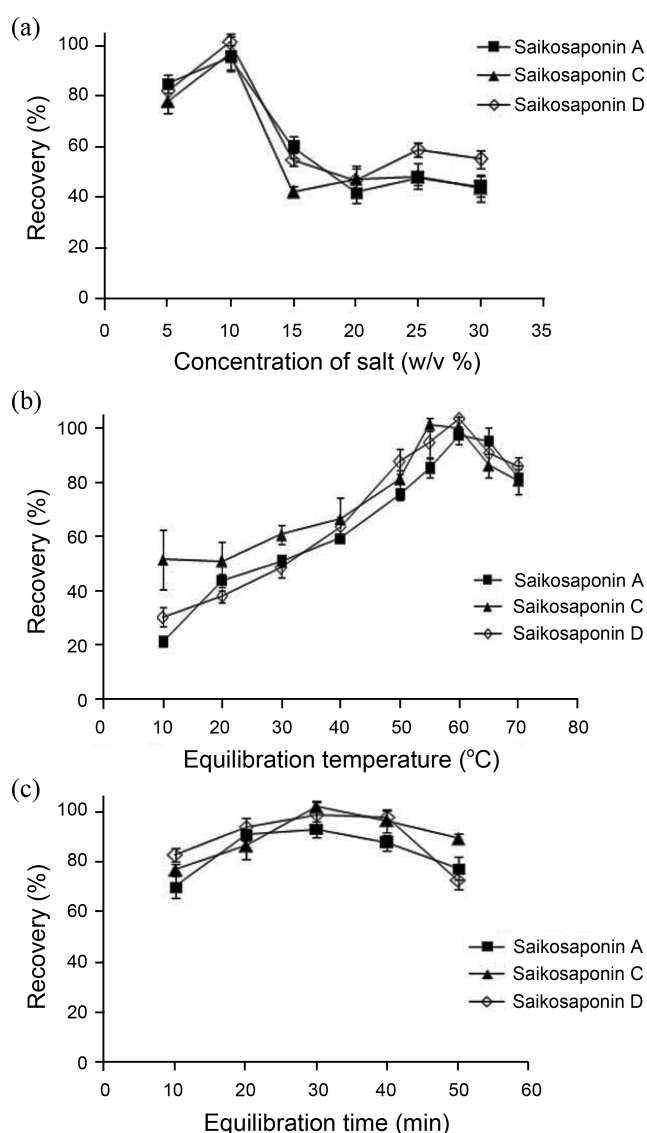 (a)
100
80
60
40
20
0
Recovery (%)
Saikosaponin A
Saikosaponin C
Saikosaponin D
0 5 10 15 20 25 30 35
Concentration of salt (w/v %)
(b)
100
80
60
40
20
0
Recovery (%)
Saikosaponin A
Saikosaponin C
Saikosaponin D
0 10 20 30 40 50 60 70 80
Equilibration temperature (°C)
(c)
100
80
60
40
20
0
Recovery (%)
Saikosaponin A
Saikosaponin C
Saikosaponin D
0 10 20 30 40 50 60
Equilibration time (min)